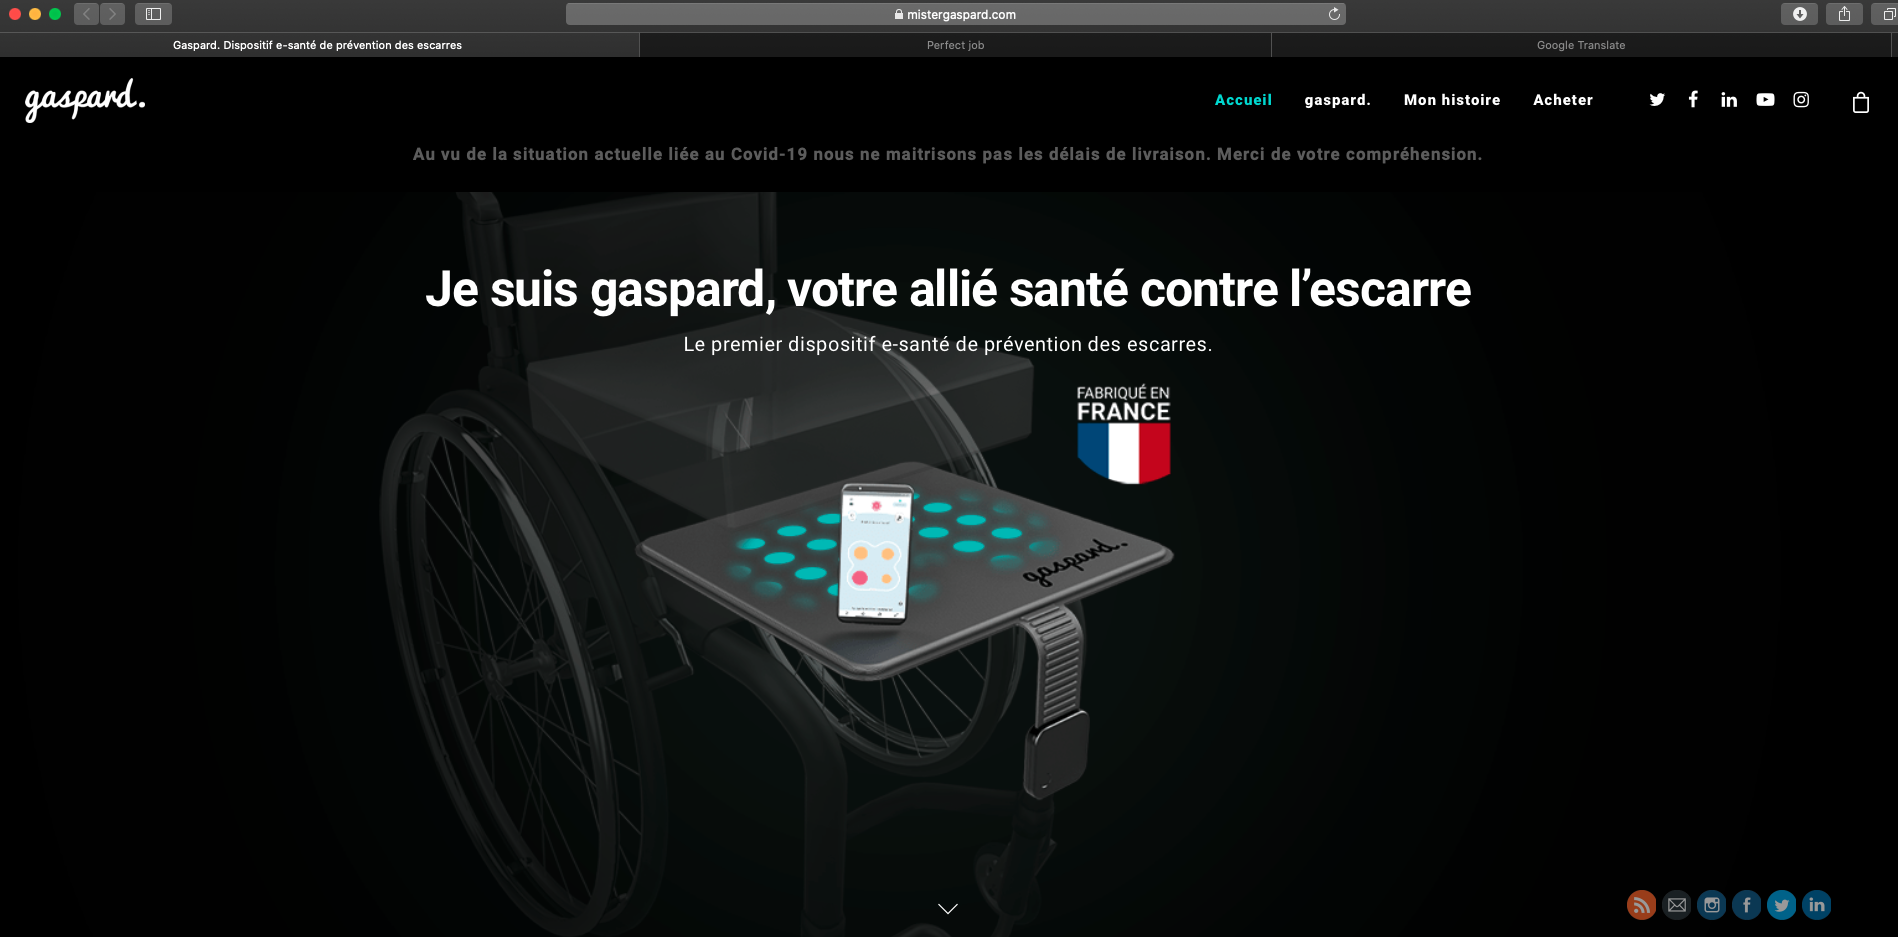 mistergaspard.com
Gaspard. Dispositif e-santé de prévention des escarres
Perfect job
Google Translate
gaspard.
Accueil
gaspard.
Mon histoire
Acheter
Au vu de la situation actuelle liée au Covid-19 nous ne maitrisons pas les délais de livraison. Merci de votre compréhension.
Je suis gaspard, votre allié santé contre l’escarre
Le premier dispositif e-santé de prévention des escarres.
FABRIQUÉ EN
FRANCE
gaspard.